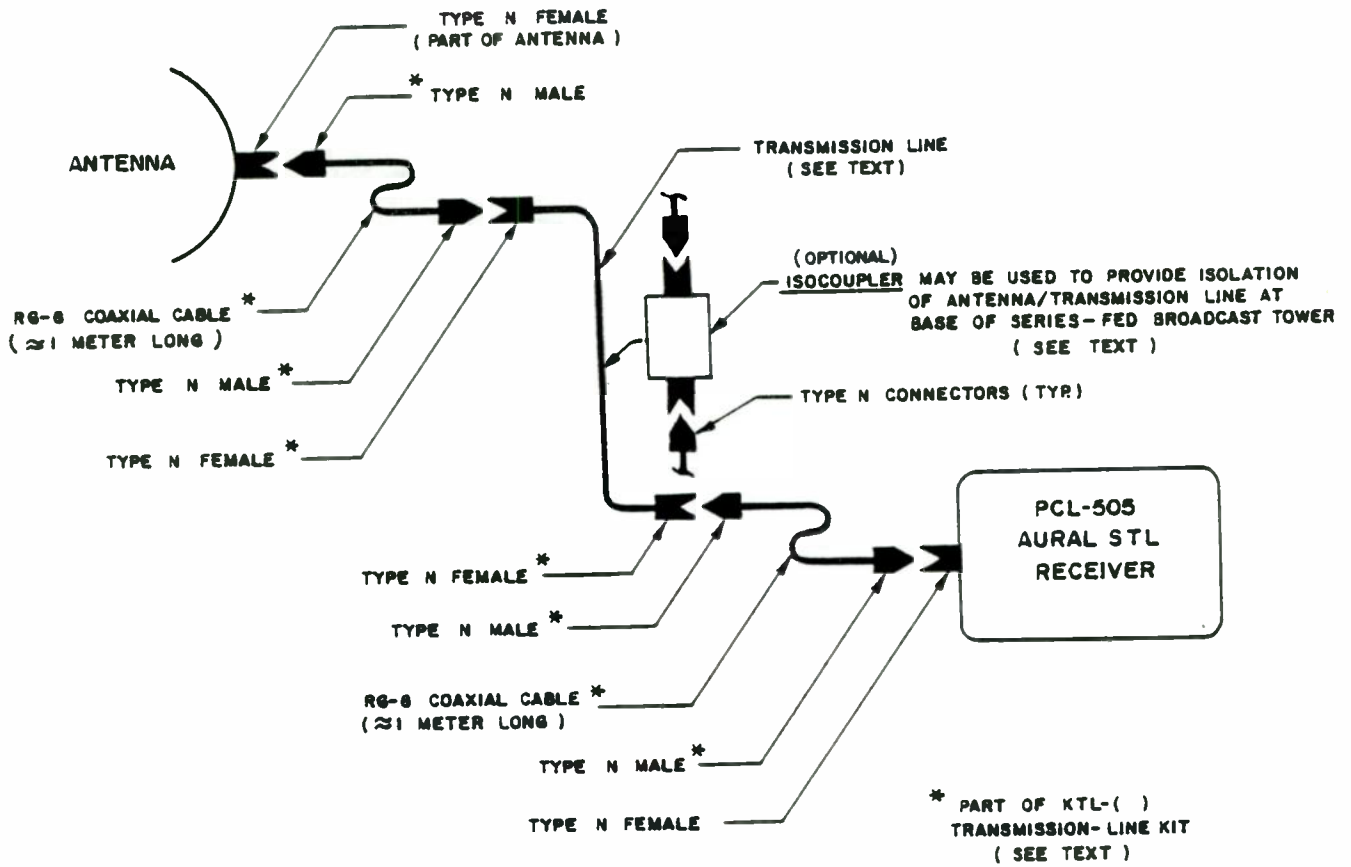 TYPE N FEMALE
( PART OF ANTENNA )
* TYPE N MALE
ANTENNA
TRANSMISSION LINE
( SEE TEXT)
(OPTIONAL)
ISOCOUPLER MAY BE USED TO PROVIDE ISOLATION
OF ANTENNA/TRANSMISSION LINE AT
BASE OF SERIES-FED BROADCAST TOWER
( SEE TEXT )
RG-8 COAXIAL CABLE *
( ≈ 1 METER LONG )
TYPE N MALE *
TYPE N CONNECTORS ( TYP.)
TYPE N FEMALE *
PCL-505
AURAL STL
RECEIVER
TYPE N FEMALE *
TYPE N MALE *
RG-8 COAXIAL CABLE *
( ≈ 1 METER LONG )
TYPE N MALE *
TYPE N FEMALE
* PART OF KTL-( )
TRANSMISSION-LINE KIT
( SEE TEXT )